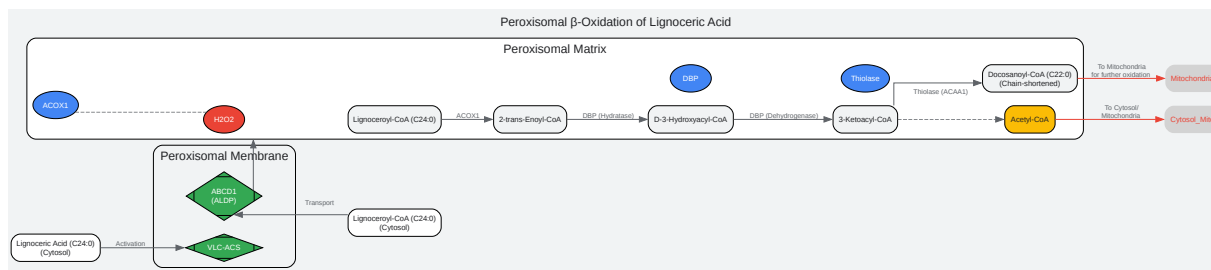 Peroxisomal β-Oxidation of Lignoceric Acid
Peroxisomal Matrix
ACOX1
H2O2
DBP
Thiolase
Lignoceroyl-CoA (C24:0)
ACOX1
2-trans-Enoyl-CoA
DBP (Hydratase)
D-3-Hydroxyacyl-CoA
DBP (Dehydrogenase)
3-Ketoacyl-CoA
Thiolase (ACAA1)
Docosanoyl-CoA (C22:0)
(Chain-shortened)
Acetyl-CoA
To Mitochondria
for further oxidation
To Cytosol/
Mitochondria
Mitochondria
Cytosol_Mito
Peroxisomal Membrane
ABCD1
(ALDP)
VLC-ACS
Transport
Lignoceroyl-CoA (C24:0)
(Cytosol)
Lignoceric Acid (C24:0)
(Cytosol)
Activation